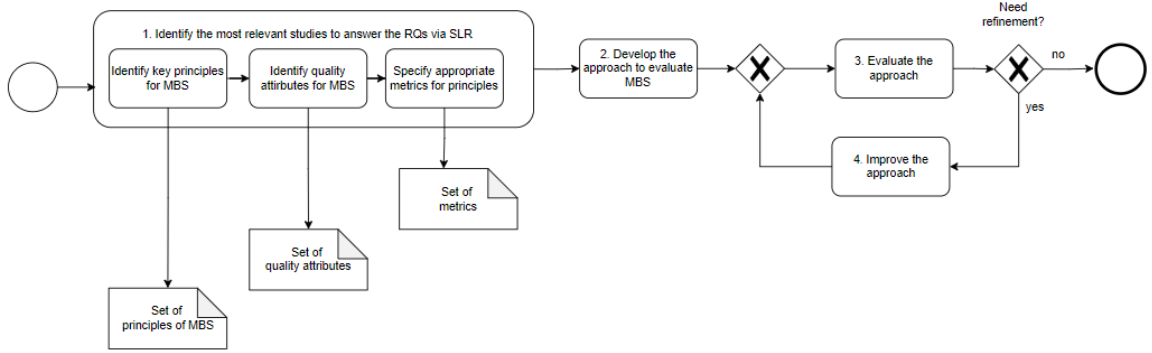 1. Identify the most relevant studies to answer the RQs via SLR
Identify key principles
for MBS
Identify quality
attirbutes for MBS
Specify appropriate
metrics for principles
2. Develop the
approach to evaluate
MBS
3. Evaluate the
approach
Need
refinement?
no
yes
4. Improve the
approach
Set of
metrics
Set of
quality attributes
Set of
principles of MBS